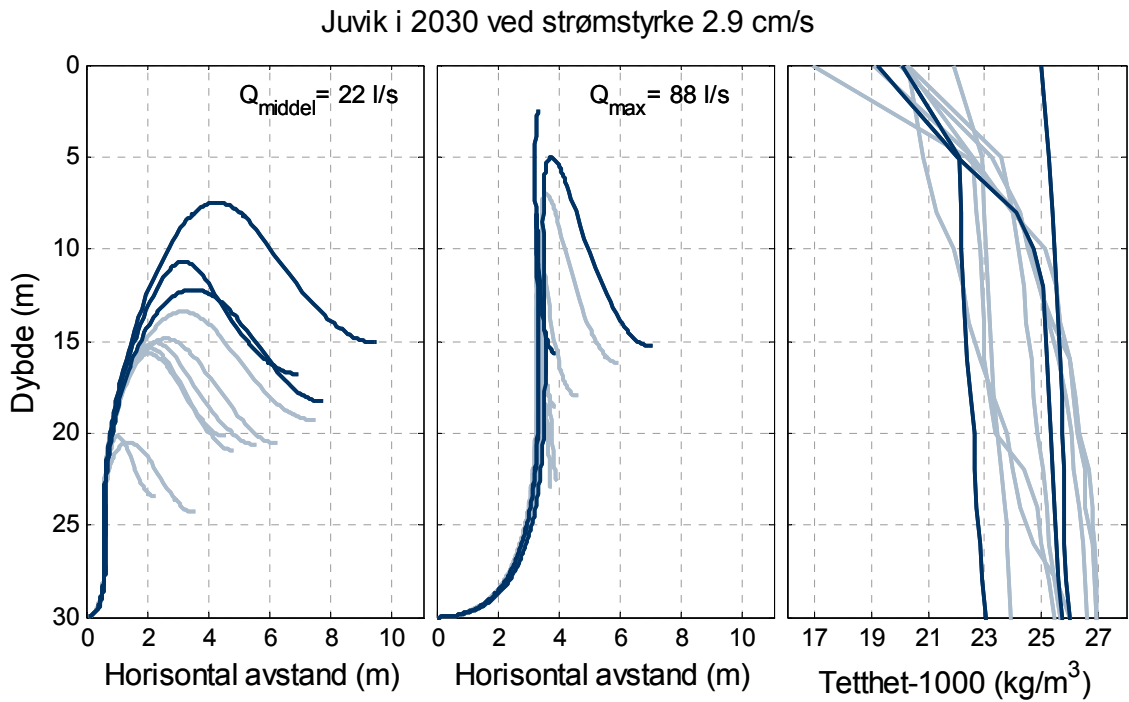 Juvik i 2030 ved strømstyrke 2.9 cm/s
Q_middel= 22 l/s
Q_max= 88 l/s
Dybde (m)
0
5
10
15
20
25
30
0 2 4 6 8 10
0 2 4 6 8 10
17 19 21 23 25 27
Horisontal avstand (m)
Horisontal avstand (m)
Tetthet-1000 (kg/m³)